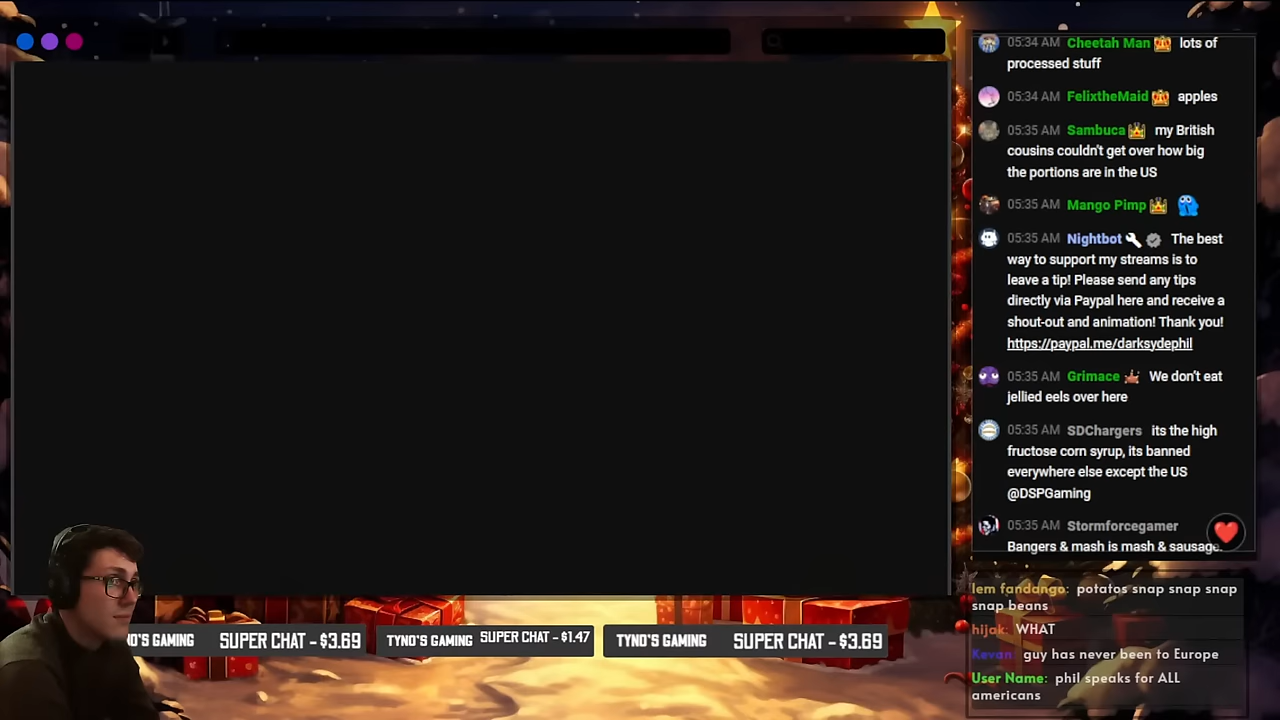 05:34 AM Cheetah Man lots of
processed stuff
05:34 AM FelixtheMaid apples
05:35 AM Sambuca my British
cousins couldn't get over how big
the portions are in the US
05:35 AM Mango Pimp
05:35 AM Nightbot The best
way to support my streams is to
leave a tip! Please send any tips
directly via Paypal here and receive a
shout-out and animation! Thank you!
https://paypal.me/darksydephil
05:35 AM Grimace We don't eat
jellied eels over here
05:35 AM SDChargers its the high
fructose corn syrup, its banned
everywhere else except the US
@DSPGaming
05:35 AM Stormforcegamer
Bangers & mash is mash & sausage.
lem fandango: potatos snap snap snap
snap beans
hijak: WHAT
Kevan: guy has never been to Europe
User Name: phil speaks for ALL
americans
NO'S GAMING SUPER CHAT - $3.69
TYNO'S GAMING SUPER CHAT - $1.47
TYNO'S GAMING SUPER CHAT - $3.69